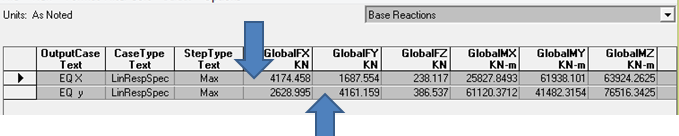 Units: As Noted
Base Reactions
OutputCase CaseType StepType GlobalFX GlobalFY GlobalFZ GlobalMX GlobalMY GlobalMZ
Text Text Text KN KN KN KN-m KN-m KN-m
EQ X LinRespSpec Max 4174.458 1687.554 238.117 25827.8493 61938.101 63924.2625
EQ y LinRespSpec Max 2628.995 4161.159 386.537 61120.3712 41482.3154 76516.3425